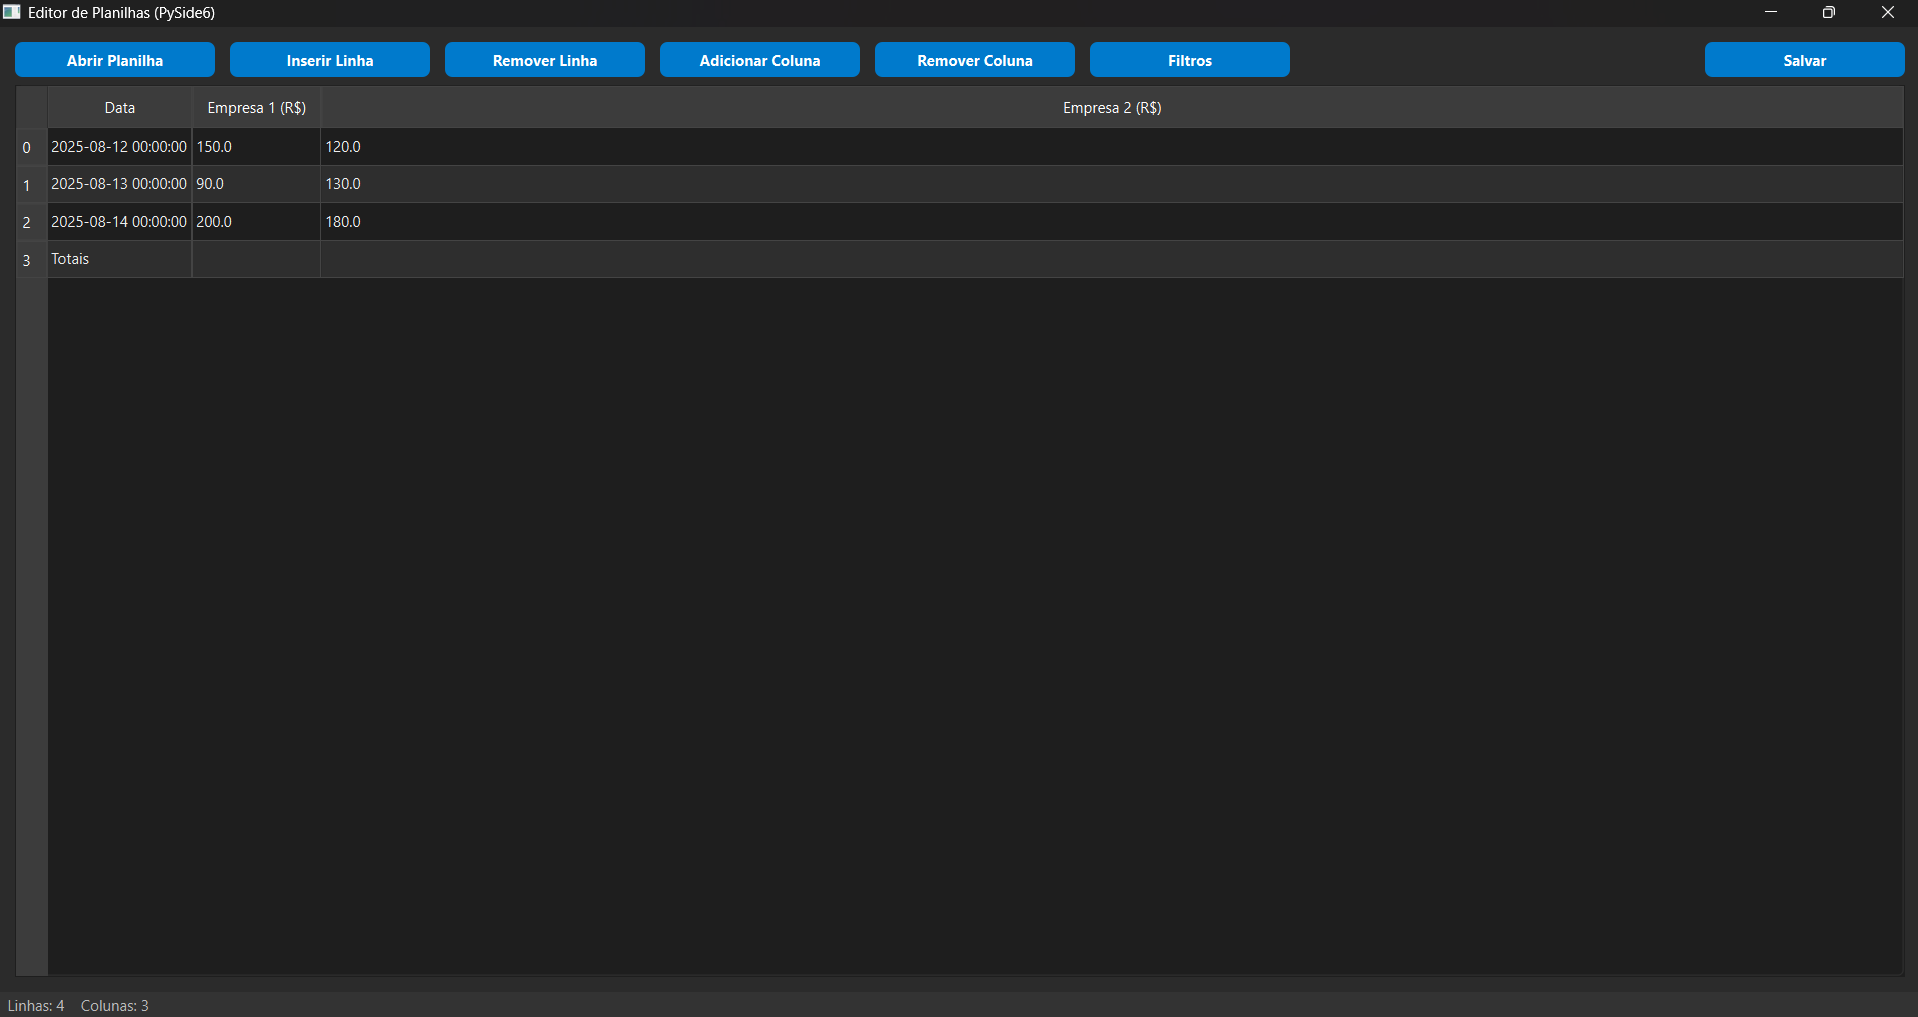 Editor de Planilhas (PySide6)
Abrir Planilha Inserir Linha Remover Linha Adicionar Coluna Remover Coluna Filtros Salvar
Data Empresa 1 (R$) Empresa 2 (R$)
0 2025-08-12 00:00:00 150.0 120.0
1 2025-08-13 00:00:00 90.0 130.0
2 2025-08-14 00:00:00 200.0 180.0
3 Totais
Linhas: 4 Colunas: 3